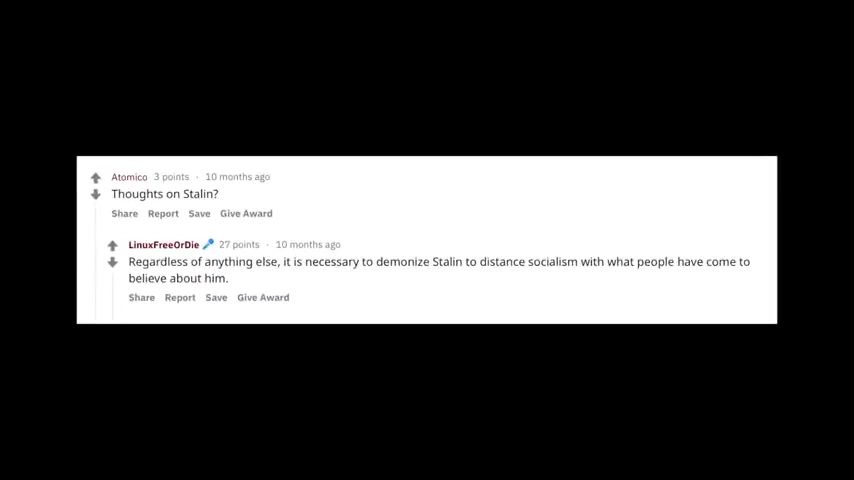 Atomico 3 points · 10 months ago
Thoughts on Stalin?
Share Report Save Give Award
LinuxFreeOrDie 🎤 27 points · 10 months ago
Regardless of anything else, it is necessary to demonize Stalin to distance socialism with what people have come to
believe about him.
Share Report Save Give Award